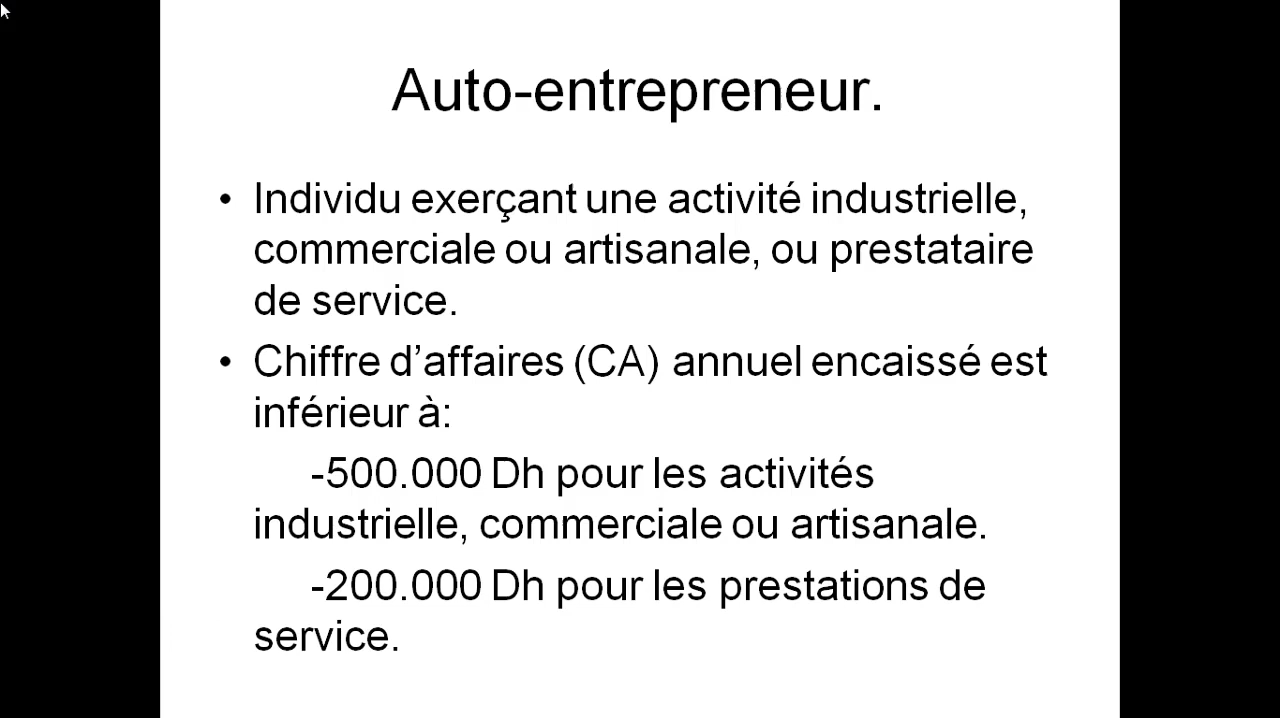 Auto-entrepreneur.
• Individu exerçant une activité industrielle,
commerciale ou artisanale, ou prestataire
de service.
• Chiffre d’affaires (CA) annuel encaissé est
inférieur à:
-500.000 Dh pour les activités
industrielle, commerciale ou artisanale.
-200.000 Dh pour les prestations de
service.